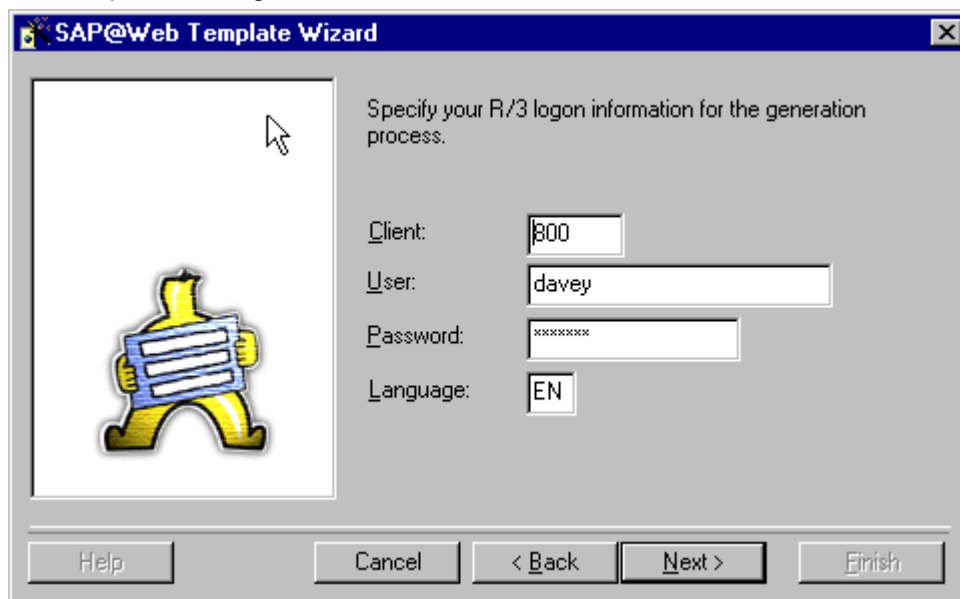 SAP@Web Template Wizard
Specify your R/3 logon information for the generation
process.
Client: 800
User: davey
Password: *******
Language: EN
Help Cancel < Back Next > Finish